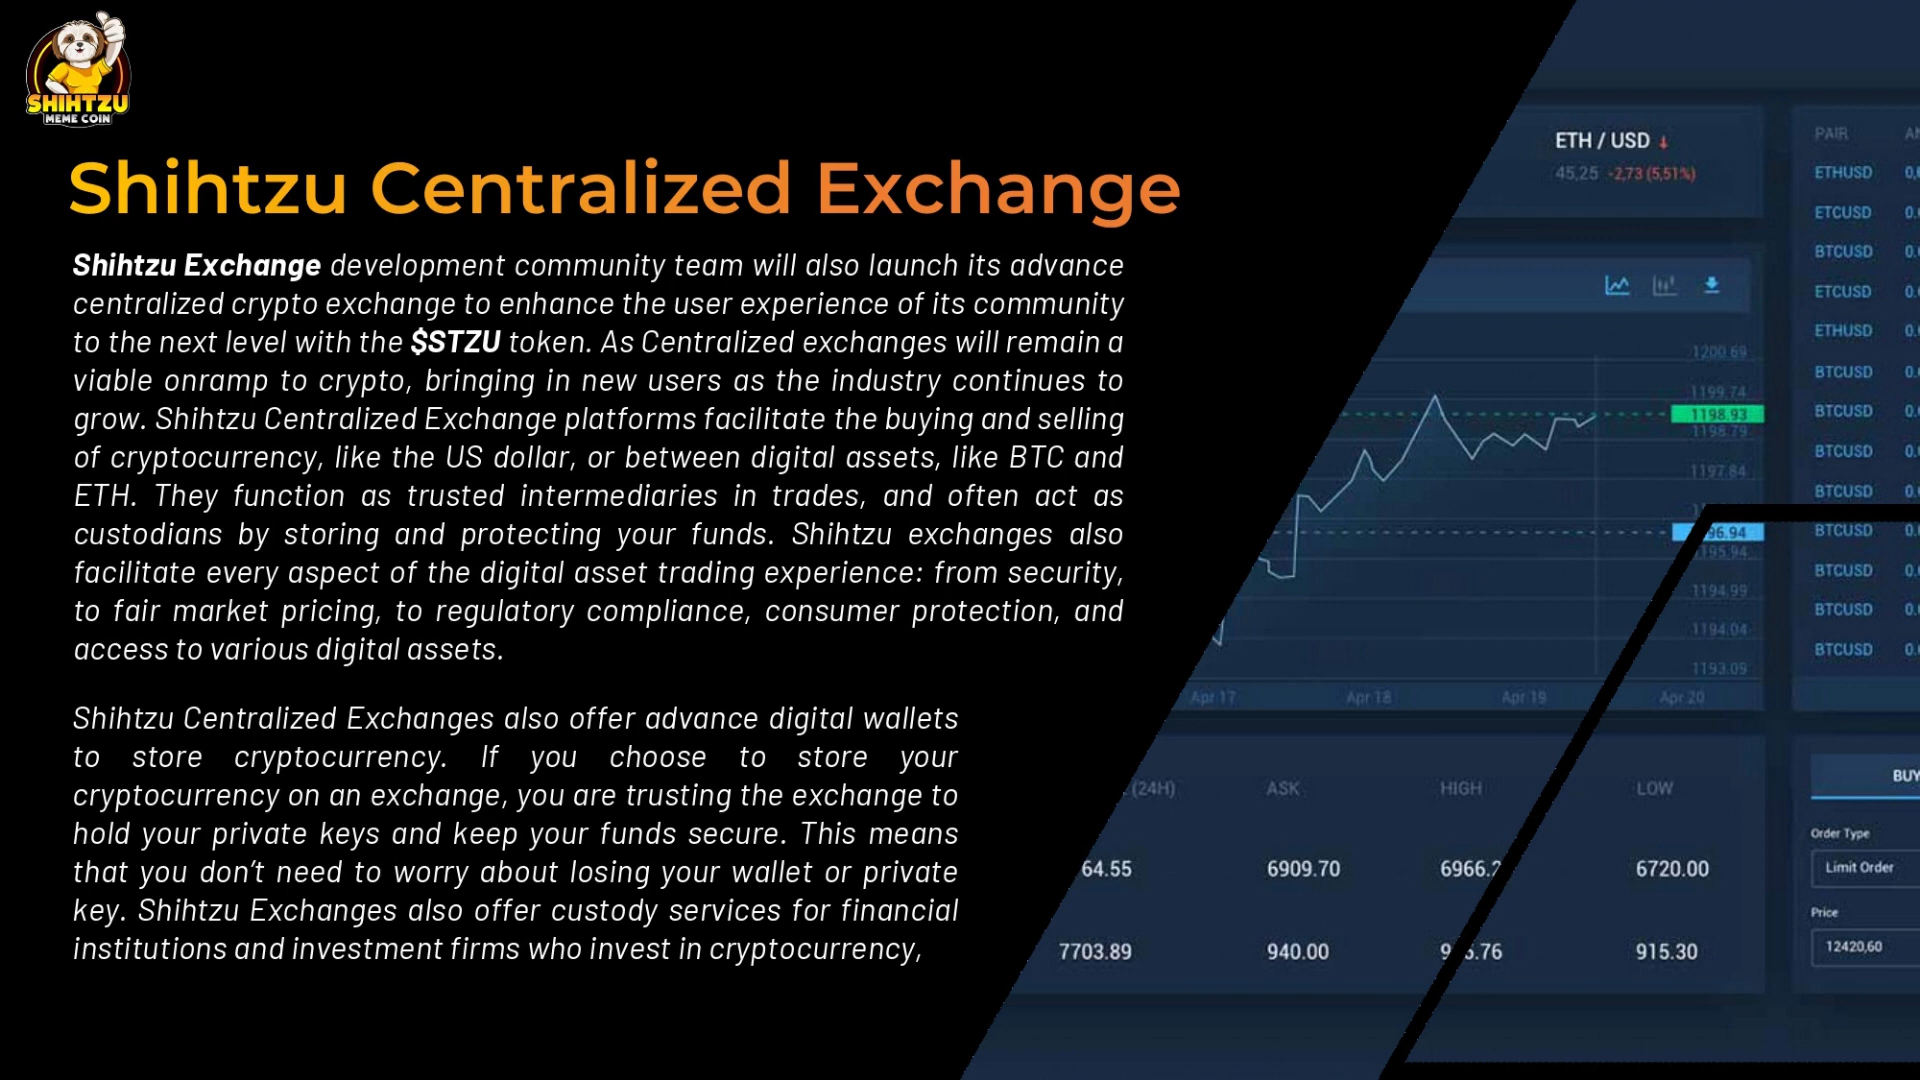 SHIHTZU
MEME COIN
Shihtzu Centralized Exchange
Shihtzu Exchange development community team will also launch its advance
centralized crypto exchange to enhance the user experience of its community
to the next level with the $STZU token. As Centralized exchanges will remain a
viable onramp to crypto, bringing in new users as the industry continues to
grow. Shihtzu Centralized Exchange platforms facilitate the buying and selling
of cryptocurrency, like the US dollar, or between digital assets, like BTC and
ETH. They function as trusted intermediaries in trades, and often act as
custodians by storing and protecting your funds. Shihtzu exchanges also
facilitate every aspect of the digital asset trading experience: from security,
to fair market pricing, to regulatory compliance, consumer protection, and
access to various digital assets.
Shihtzu Centralized Exchanges also offer advance digital wallets
to store cryptocurrency. If you choose to store your
cryptocurrency on an exchange, you are trusting the exchange to
hold your private keys and keep your funds secure. This means
that you don’t need to worry about losing your wallet or private
key. Shihtzu Exchanges also offer custody services for financial
institutions and investment firms who invest in cryptocurrency,
ETH / USD
45,25 -2,73 (5,51%)
1200.69
1199.74
1198.93
1198.79
1197.84
96.94
1195.94
1194.99
1194.04
1193.09
Apr 17 Apr 18 Apr 19 Apr 20
(24H) ASK HIGH LOW
64.55 6909.70 6966.2 6720.00
7703.89 940.00 915.30
PAIR
ETHUSD
ETCUSD
BTCUSD
ETCUSD
ETHUSD
BTCUSD
BTCUSD
BTCUSD
BTCUSD
BTCUSD
BTCUSD
BTCUSD
BTCUSD
BUY
Order Type
Limit Order
Price
12420,60